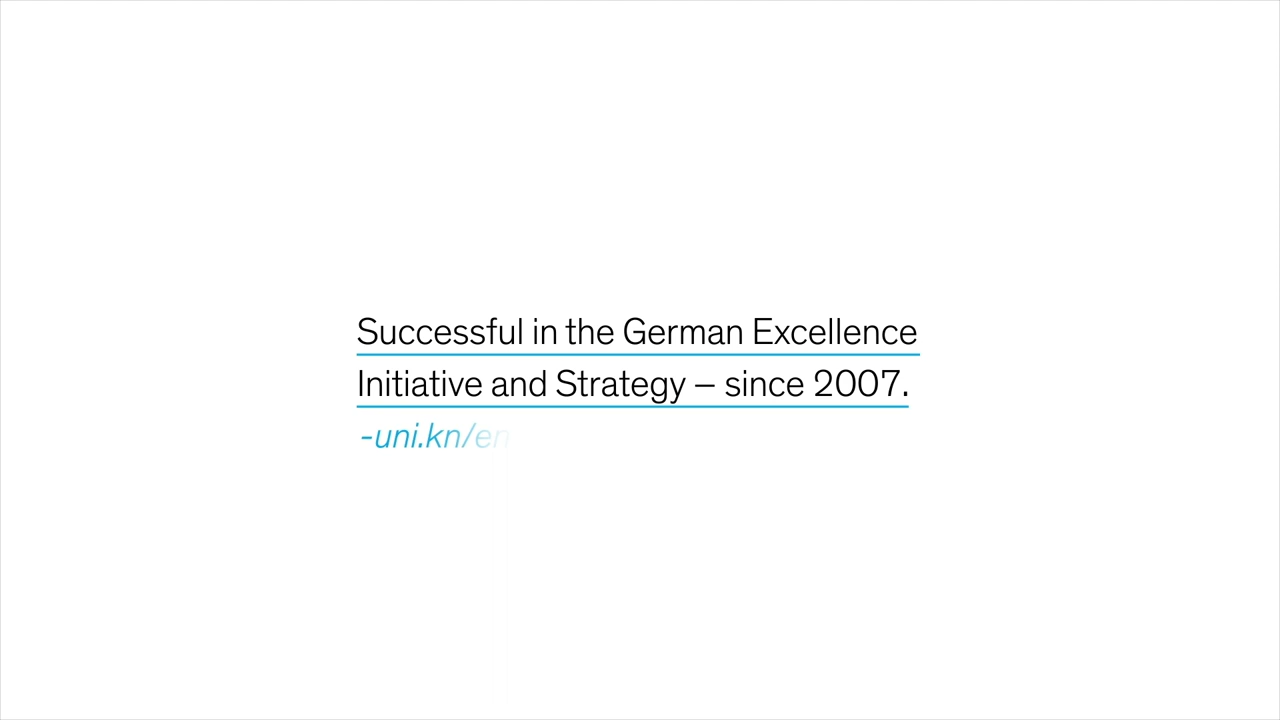 Successful in the German Excellence
Initiative and Strategy – since 2007.
-uni.kn/en